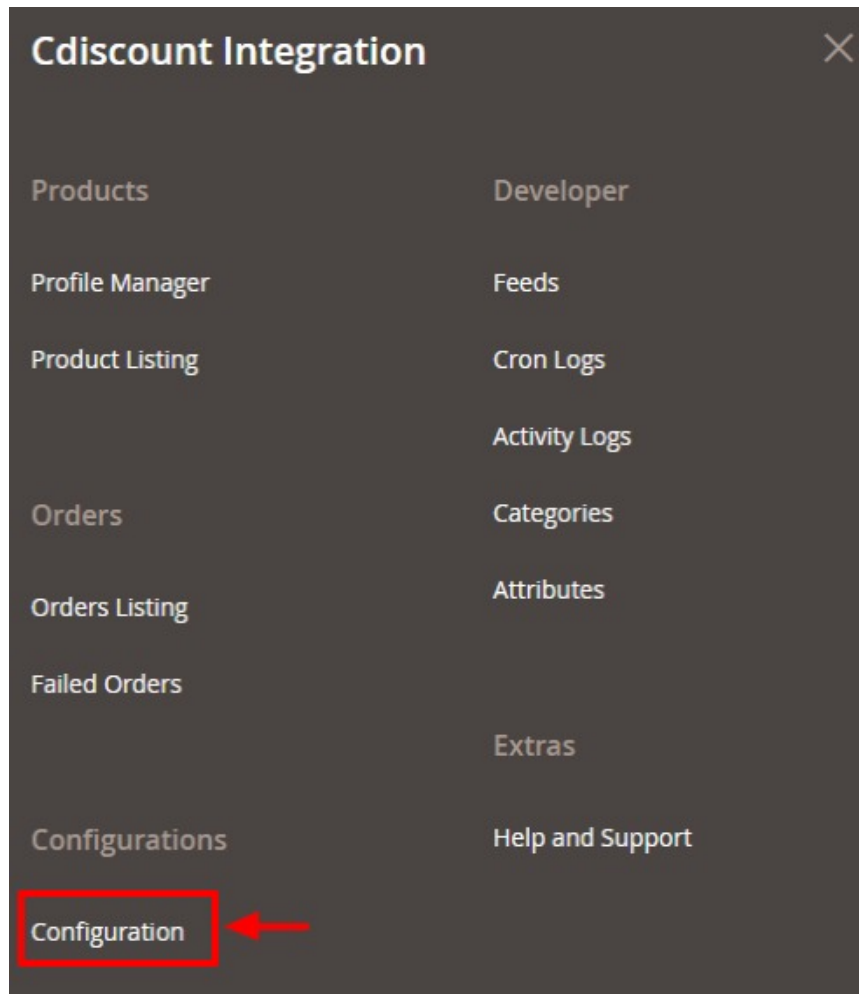 Cdiscount Integration
Products
Profile Manager
Product Listing
Orders
Orders Listing
Failed Orders
Configurations
Configuration
Developer
Feeds
Cron Logs
Activity Logs
Categories
Attributes
Extras
Help and Support